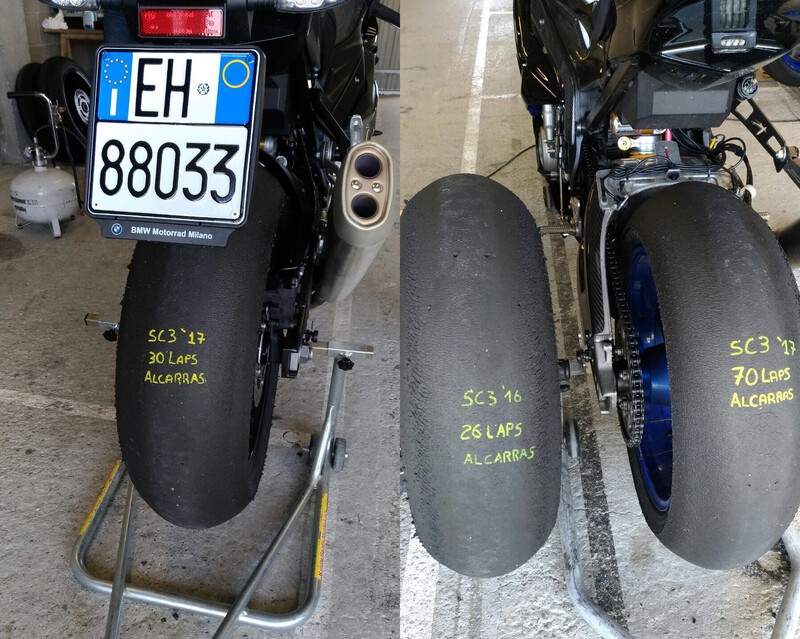 EH
88033
BMW Motorrad Milano
SC3 '17
30 LAPS
ALCARRAS
SC3 '16
26 LAPS
ALCARRAS
SC3 '17
70 LAPS
ALCARRAS